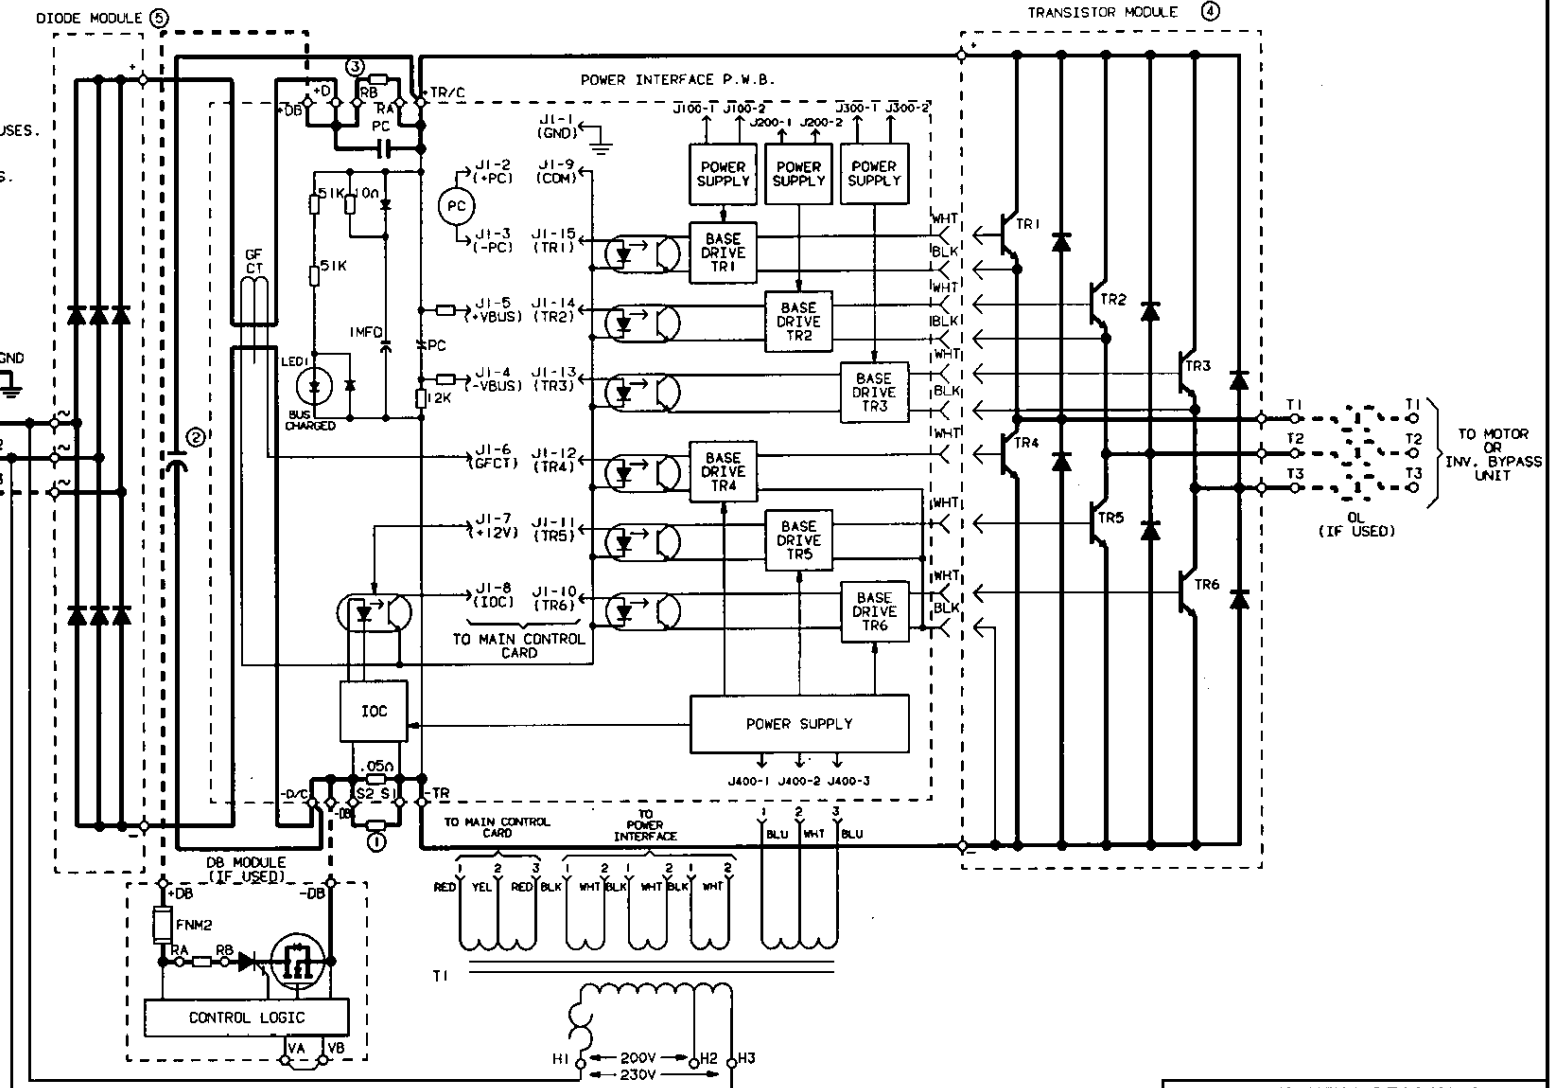 DIODE MODULE ⑤
TRANSISTOR MODULE ④
POWER INTERFACE P.W.B.
USES.
S.
GND
+
~
~
~
-
②
③
+DB
+D
RB
RA
+TR/C
PC
51K
10Ω
51K
1MFD
LED1
BUS
CHARGED
GF
CT
PC
12K
PC
J1-1
(GND)
J1-2
(+PC)
J1-9
(COM)
J1-3
(-PC)
J1-15
(TR1)
J1-5
(+VBUS)
J1-14
(TR2)
J1-4
(-VBUS)
J1-13
(TR3)
J1-6
(GFCT)
J1-12
(TR4)
J1-7
(+12V)
J1-11
(TR5)
J1-8
(IOC)
J1-10
(TR6)
TO MAIN CONTROL
CARD
J100-1 J100-2
J200-1 J200-2
J300-1 J300-2
POWER
SUPPLY
POWER
SUPPLY
POWER
SUPPLY
BASE
DRIVE
TR1
BASE
DRIVE
TR2
BASE
DRIVE
TR3
BASE
DRIVE
TR4
BASE
DRIVE
TR5
BASE
DRIVE
TR6
WHT
BLK
WHT
BLK
WHT
BLK
WHT
WHT
WHT
BLK
+
TR1
TR2
TR3
TR4
TR5
TR6
-
T1
T2
T3
T1
T2
T3
OL
(IF USED)
TO MOTOR
OR
INV. BYPASS
UNIT
IOC
POWER SUPPLY
J400-1 J400-2 J400-3
.05Ω
-D/C
-DB
S2 S1
-TR
①
TO MAIN CONTROL
CARD
TO
POWER
INTERFACE
1 2 3
BLU WHT BLU
1 2 3 1 2 1 2 1 2
RED YEL RED BLK WHT BLK WHT BLK WHT
DB MODULE
(IF USED)
+DB
-DB
FNM2
RA
RB
CONTROL LOGIC
VA
VB
T1
H1
200V
H2
H3
230V